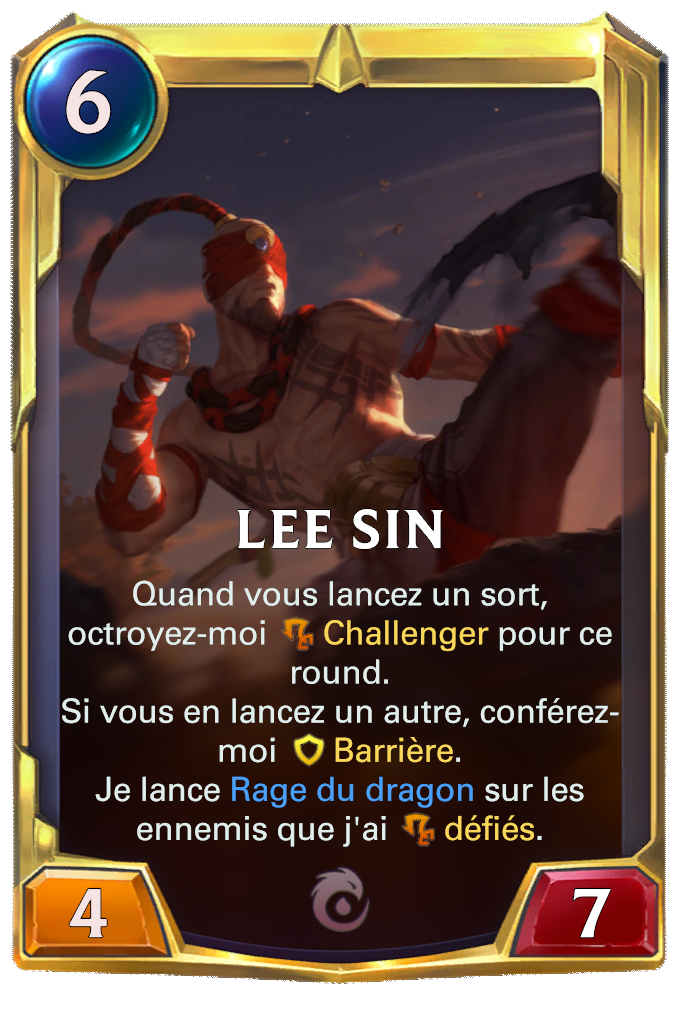 6
LEE SIN
Quand vous lancez un sort,
octroyez-moi Challenger pour ce
round.
Si vous en lancez un autre, conférez-
moi Barrière.
Je lance Rage du dragon sur les
ennemis que j'ai défiés.
4
7